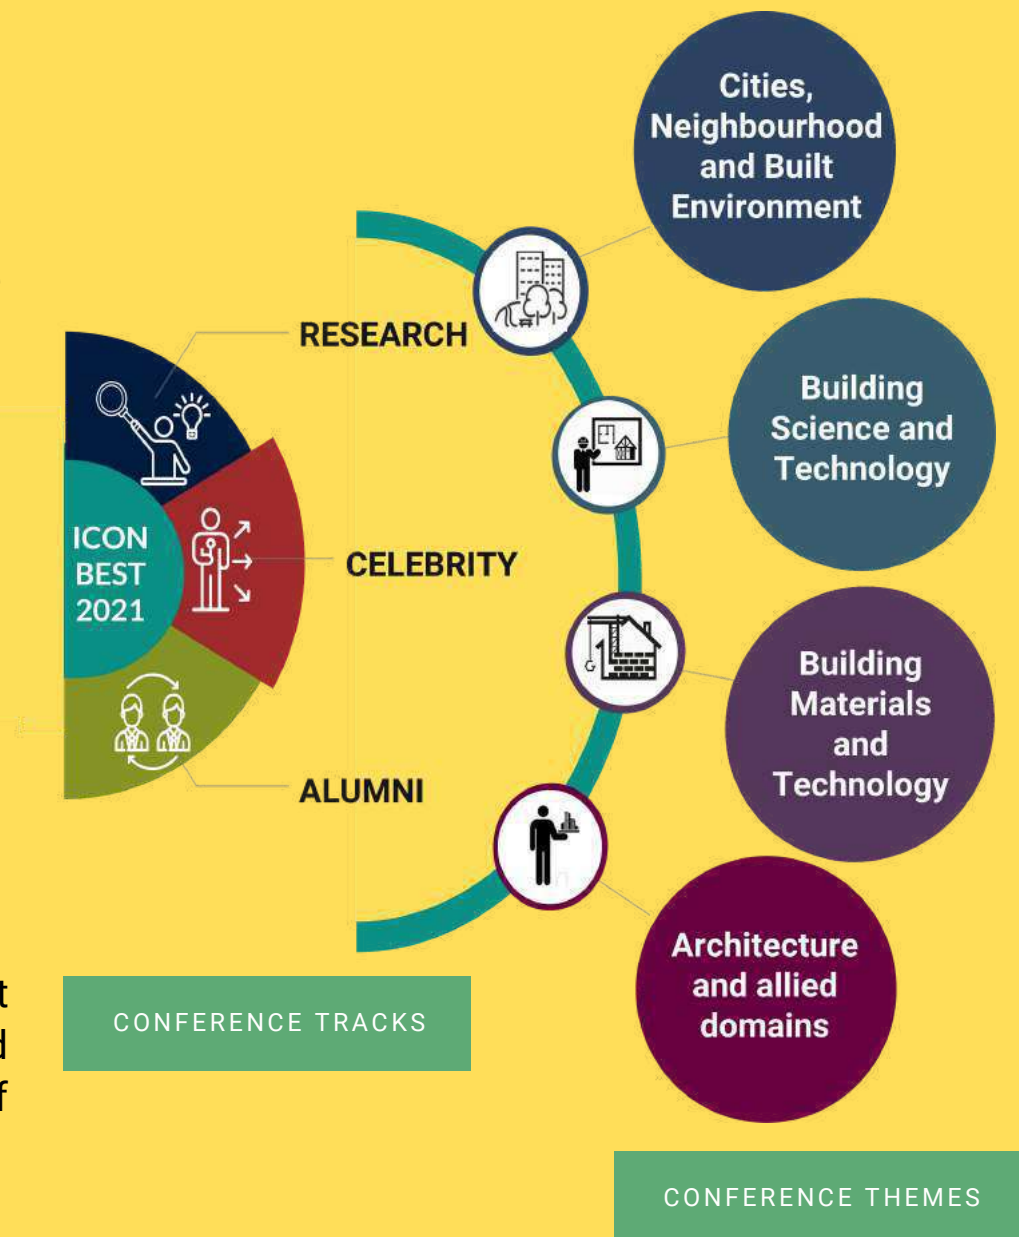 Cities,
Neighbourhood
and Built
Environment
RESEARCH
Building
Science and
Technology
ICON
BEST
2021
CELEBRITY
Building
Materials
and
Technology
ALUMNI
Architecture
and allied
domains
CONFERENCE TRACKS
CONFERENCE THEMES